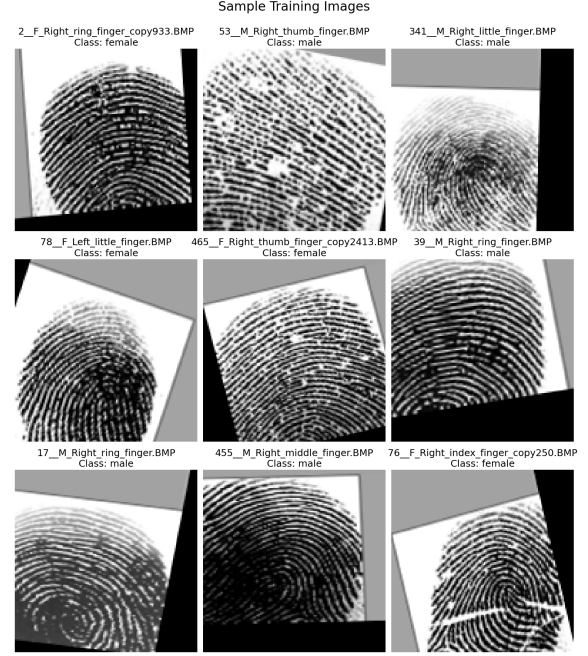 Sample Training Images
2__F_Right_ring_finger_copy933.BMP
Class: female
53__M_Right_thumb_finger.BMP
Class: male
341__M_Right_little_finger.BMP
Class: male
78__F_Left_little_finger.BMP
Class: female
465__F_Right_thumb_finger_copy2413.BMP
Class: female
39__M_Right_ring_finger.BMP
Class: male
17__M_Right_ring_finger.BMP
Class: male
455__M_Right_middle_finger.BMP
Class: male
76__F_Right_index_finger_copy250.BMP
Class: female